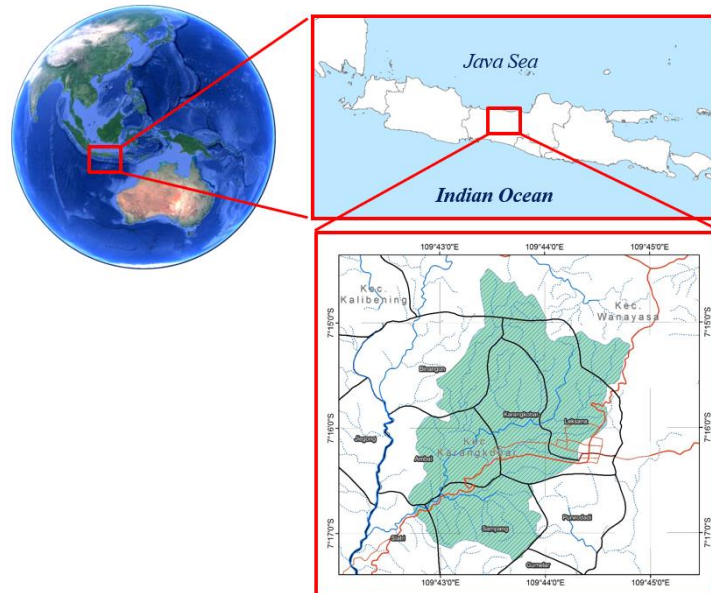 Java Sea
Indian Ocean
109°43'0"E
109°44'0"E
109°45'0"E
Kec.
Kalibening
Kec.
Wanayasa
7°15'0"S
7°15'0"S
Binangun
Karangkobar
Laksana
7°16'0"S
7°16'0"S
Jlegong
Ambal
Kec.
Karangkobar
Purwodadi
Slatri
Sampang
7°17'0"S
7°17'0"S
Gumelar
109°43'0"E
109°44'0"E
109°45'0"E